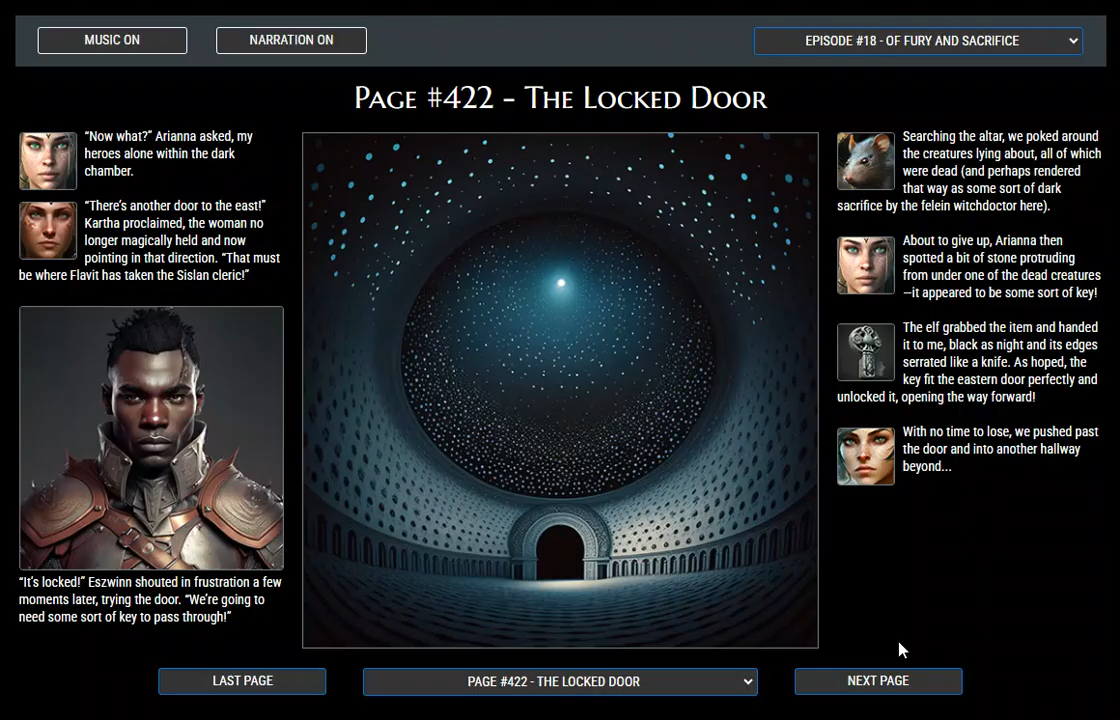 MUSIC ON
NARRATION ON
EPISODE #18 - OF FURY AND SACRIFICE
Page #422 - The Locked Door
“Now what?” Arianna asked, my
heroes alone within the dark
chamber.
“There’s another door to the east!”
Kartha proclaimed, the woman no
longer magically held and now
pointing in that direction. “That must
be where Flavit has taken the Sislan cleric!”
“It’s locked!” Eszwinn shouted in frustration a few
moments later, trying the door. “We’re going to
need some sort of key to pass through!”
Searching the altar, we poked around
the creatures lying about, all of which
were dead (and perhaps rendered
that way as some sort of dark
sacrifice by the felein witchdoctor here).
About to give up, Arianna then
spotted a bit of stone protruding
from under one of the dead creatures
—it appeared to be some sort of key!
The elf grabbed the item and handed
it to me, black as night and its edges
serrated like a knife. As hoped, the
key fit the eastern door perfectly and
unlocked it, opening the way forward!
With no time to lose, we pushed past
the door and into another hallway
beyond...
LAST PAGE
PAGE #422 - THE LOCKED DOOR
NEXT PAGE